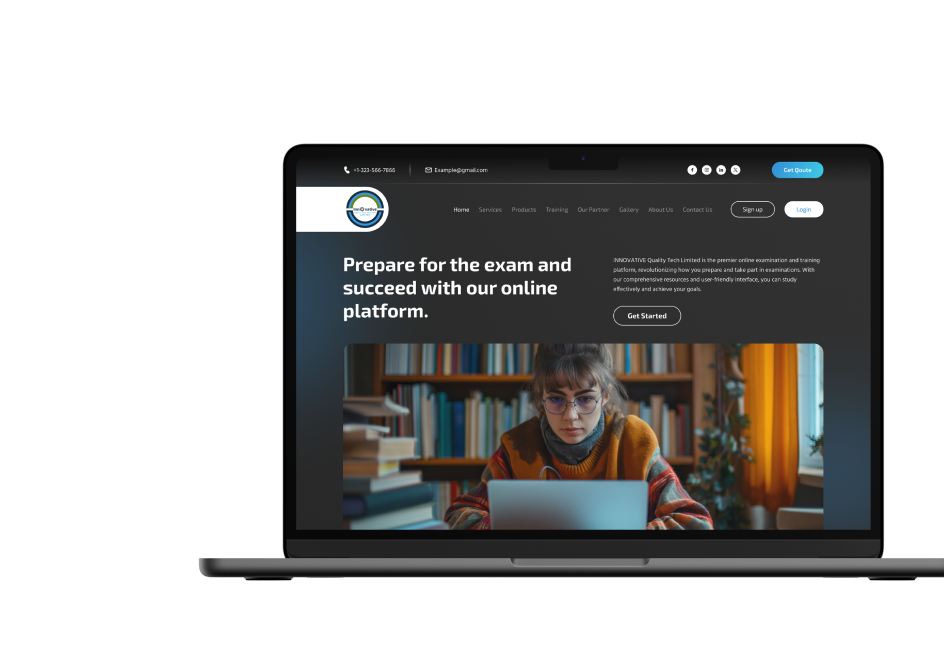 +1-323-566-7866
Example@gmail.com
Get Qoute
innovative
Home Services Products Training Our Partner Gallery About Us Contact Us
Sign up
Login
Prepare for the exam and
succeed with our online
platform.
INNOVATIVE Quality Tech Limited is the premier online examination and training
platform, revolutionizing how you prepare and take part in examinations. With
our comprehensive resources and user-friendly interface, you can study
effectively and achieve your goals.
Get Started